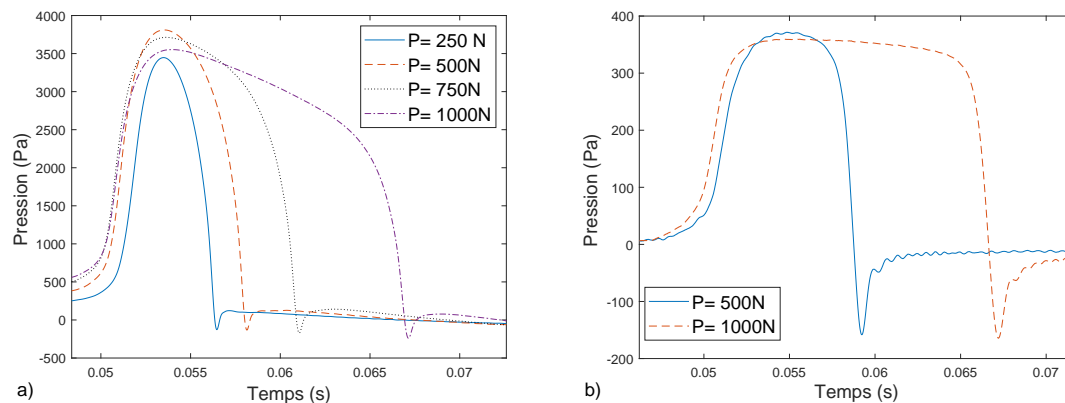 4000
3500
3000
2500
2000
1500
1000
500
0
-500
Pression (Pa)
P= 250 N
P= 500N
P= 750N
P= 1000N
0.05
0.055
0.06
0.065
0.07
Temps (s)
a)
400
300
200
100
0
-100
-200
Pression (Pa)
P= 500N
P= 1000N
0.05
0.055
0.06
0.065
0.07
Temps (s)
b)